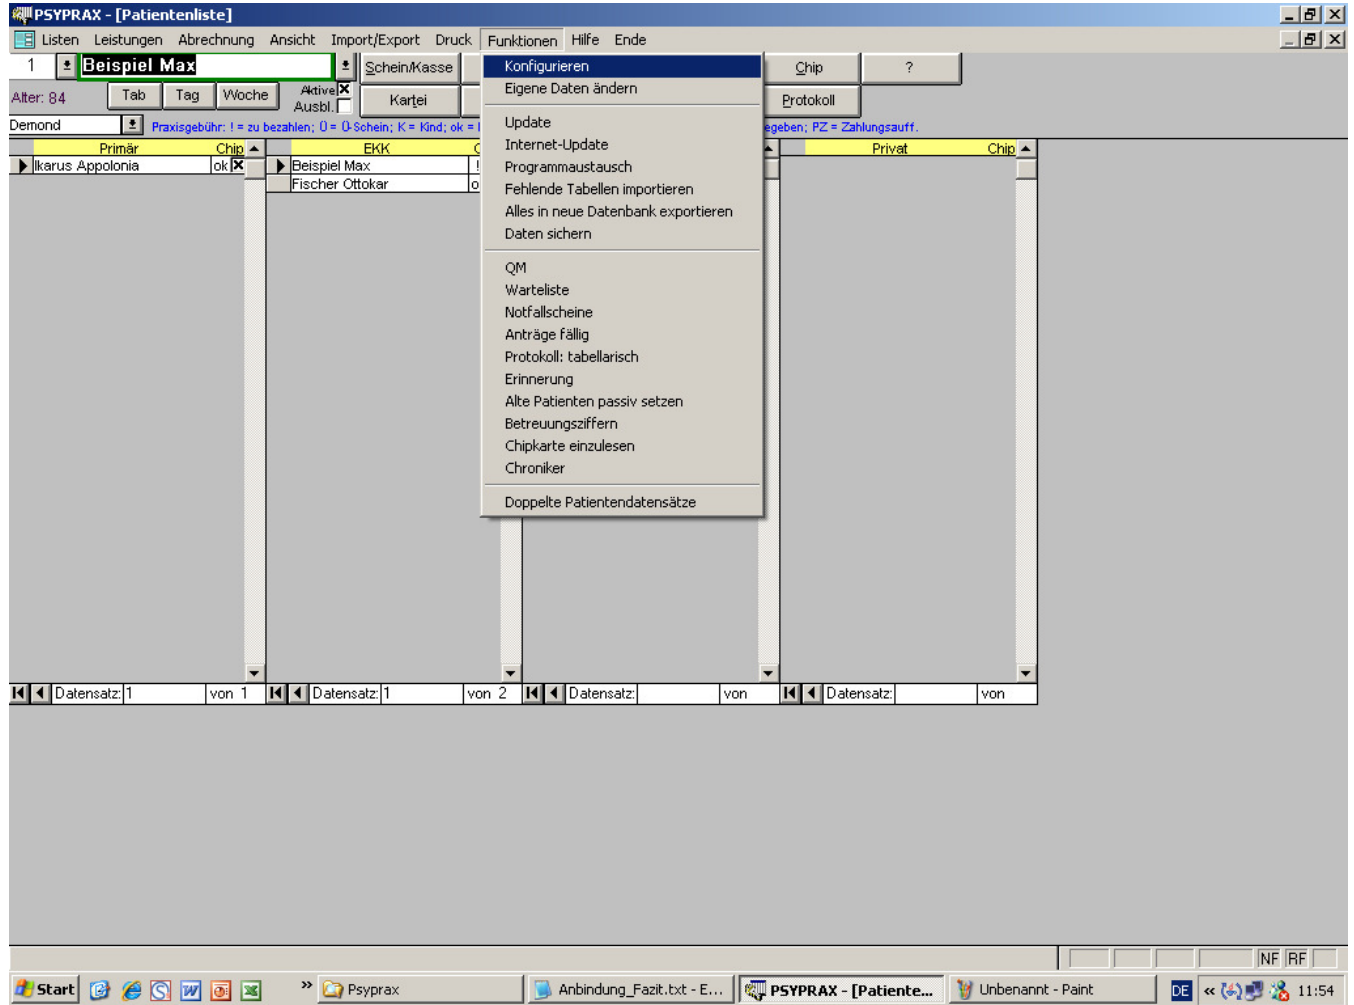 PSYPRAX - [Patientenliste]
Listen Leistungen Abrechnung Ansicht Import/Export Druck Funktionen Hilfe Ende
1 Beispiel Max Schein/Kasse Chip ?
Alter: 84 Tab Tag Woche Aktive Ausbl. Kartei Protokoll
Demond Praxisgebühr: ! = zu bezahlen; Ü = Ü-Schein; K = Kind; ok = egeben; PZ = Zahlungsauff.
Primär Chip EKK Privat Chip
Ikarus Appolonia ok Beispiel Max !
Fischer Ottokar o
Konfigurieren
Eigene Daten ändern
Update
Internet-Update
Programmaustausch
Fehlende Tabellen importieren
Alles in neue Datenbank exportieren
Daten sichern
QM
Warteliste
Notfallscheine
Anträge fällig
Protokoll: tabellarisch
Erinnerung
Alte Patienten passiv setzen
Betreuungsziffern
Chipkarte einzulesen
Chroniker
Doppelte Patientendatensätze
Datensatz: 1 von 1 Datensatz: 1 von 2 Datensatz: von Datensatz: von
NF RF
Start » Psyprax Anbindung_Fazit.txt - E... PSYPRAX - [Patiente... Unbenannt - Paint DE « 11:54